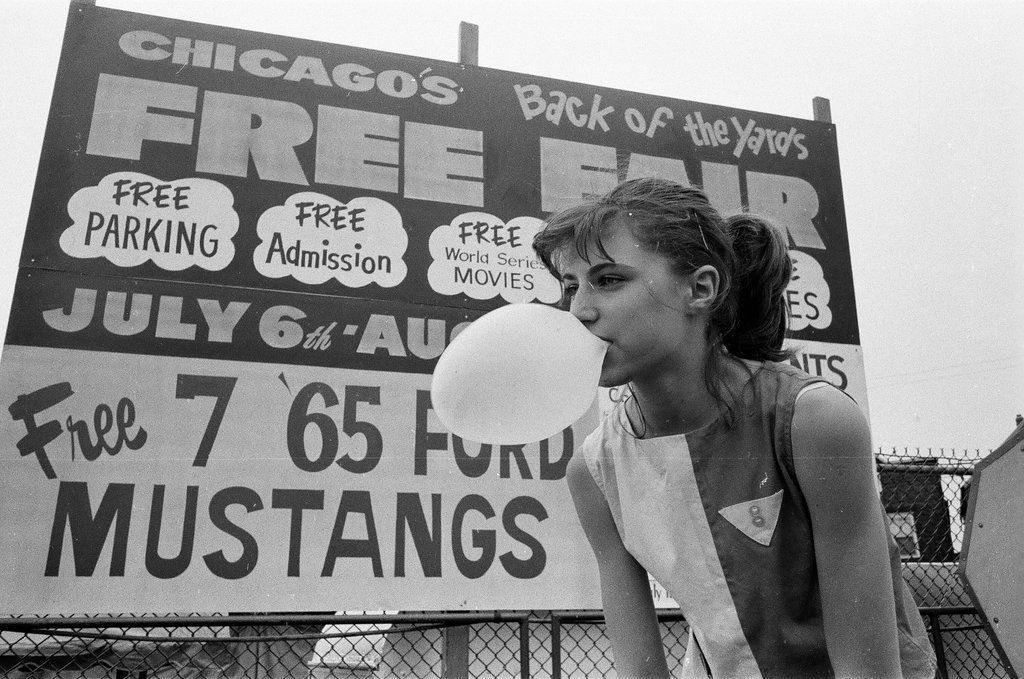 CHICAGO'S
Back of the Yards
FREE FAIR
FREE
PARKING
FREE
Admission
FREE
World Series
MOVIES
JULY 6th - AU
Free 7 '65 FORD
MUSTANGS